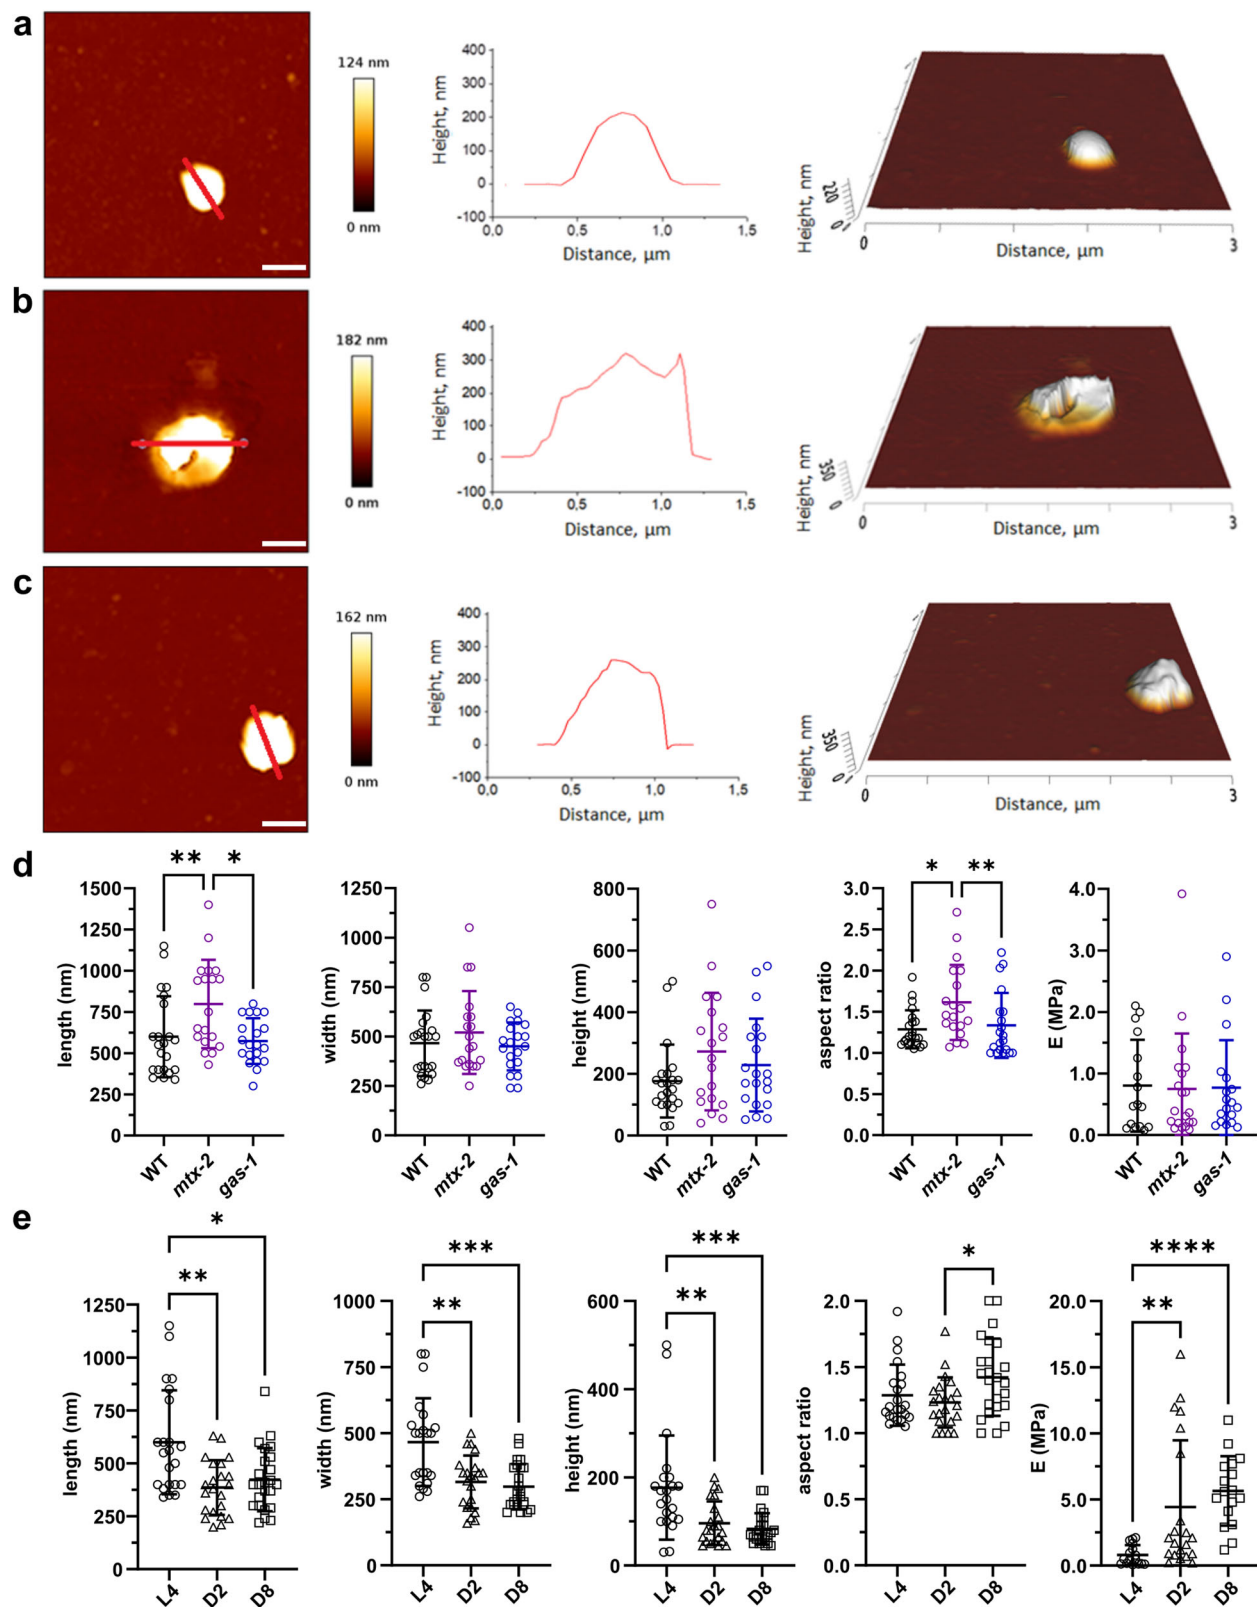 a
124 nm
0 nm
400
300
200
100
0
-100
Height, nm
0,0
0,5
1,0
1,5
Distance, µm
Height, nm
220
0
0
3
Distance, µm
b
182 nm
0 nm
400
300
200
100
0
-100
Height, nm
0,0
0,5
1,0
1,5
Distance, µm
Height, nm
350
0
0
3
Distance, µm
c
162 nm
0 nm
400
300
200
100
0
-100
Height, nm
0,0
0,5
1,0
1,5
Distance, µm
Height, nm
350
0
0
3
Distance, µm
d
** *
length (nm)
1500
1250
1000
750
500
250
0
WT mtx-2 gas-1
width (nm)
1250
1000
750
500
250
0
WT mtx-2 gas-1
height (nm)
800
600
400
200
0
WT mtx-2 gas-1
* **
aspect ratio
3.0
2.5
2.0
1.5
1.0
0.5
0.0
WT mtx-2 gas-1
E (MPa)
4.0
3.0
2.0
1.0
0.0
WT mtx-2 gas-1
e
*
**
length (nm)
1250
1000
750
500
250
0
L4 D2 D8
***
**
width (nm)
1000
750
500
250
0
L4 D2 D8
***
**
height (nm)
600
400
200
0
L4 D2 D8
*
aspect ratio
2.0
1.5
1.0
0.5
0.0
L4 D2 D8
****
**
E (MPa)
20.0
15.0
10.0
5.0
0.0
L4 D2 D8